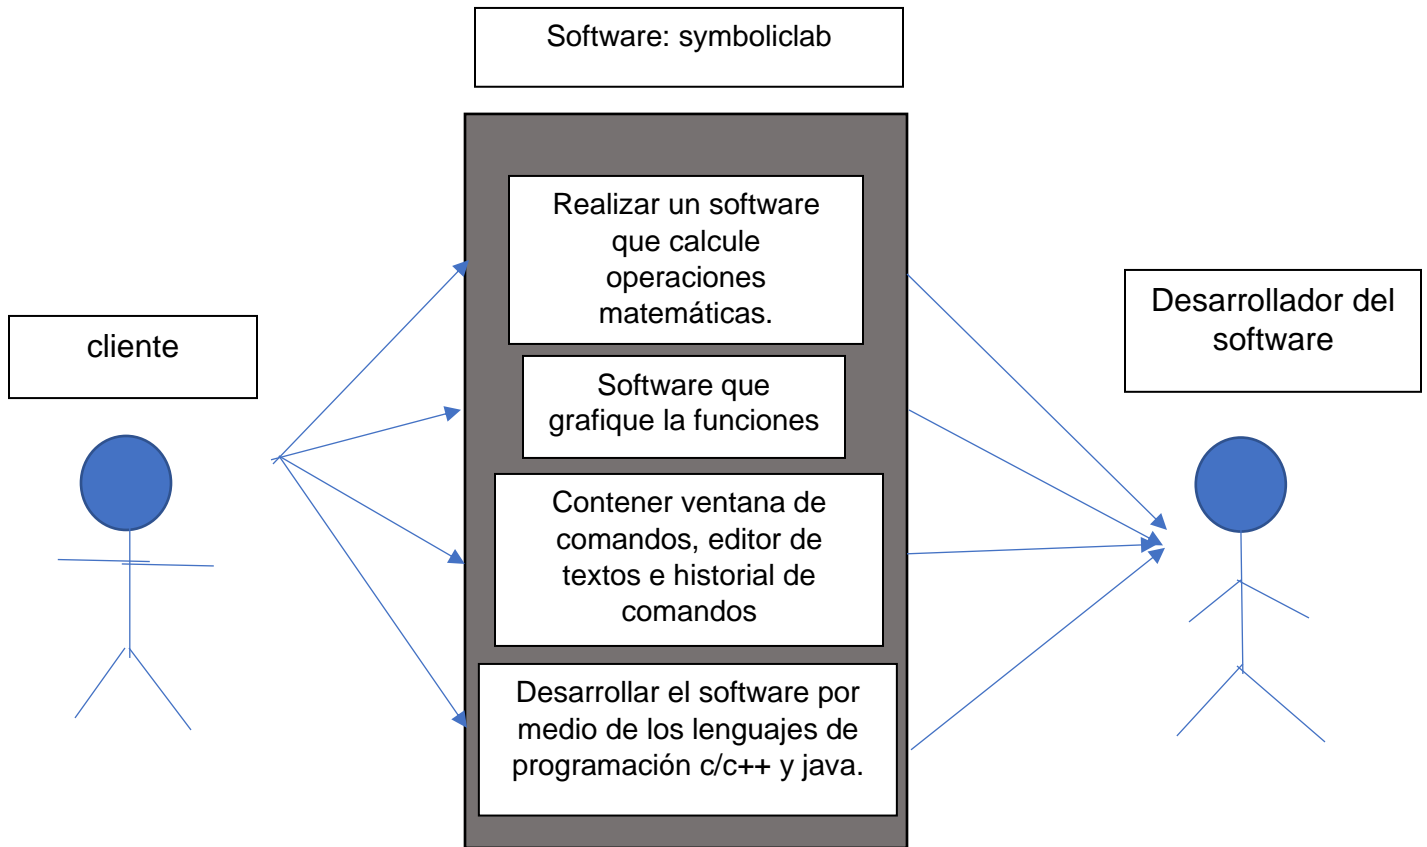 Software: symboliclab
Realizar un software
que calcule
operaciones
matemáticas.
cliente
Desarrollador del
software
Software que
grafique la funciones
Contener ventana de
comandos, editor de
textos e historial de
comandos
Desarrollar el software por
medio de los lenguajes de
programación c/c++ y java.